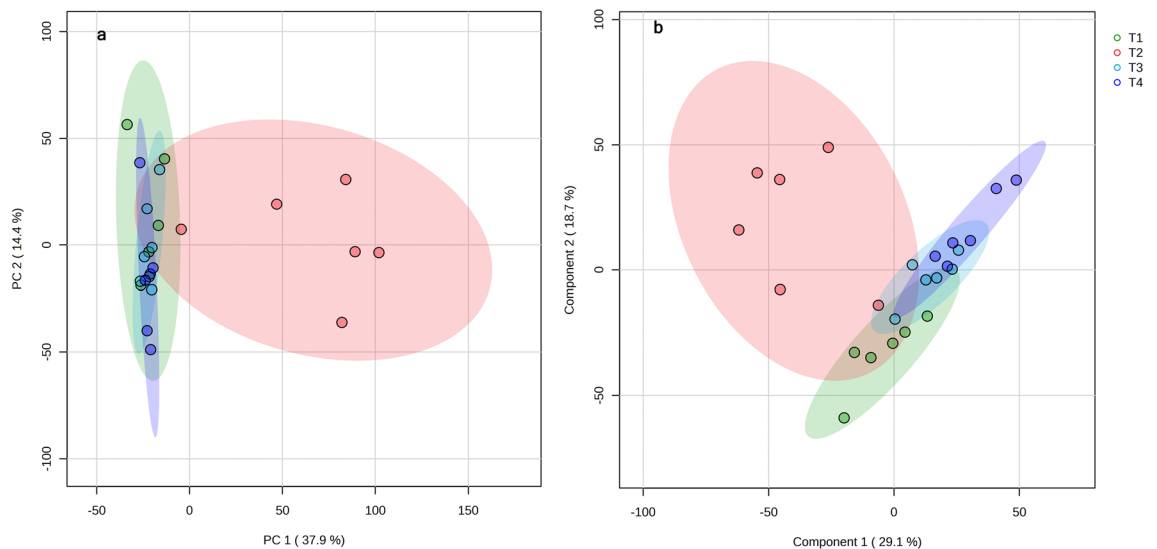 a
100
50
0
-50
-100
PC 2 ( 14.4 %)
-50
0
50
100
150
PC 1 ( 37.9 %)
b
100
50
0
-50
Component 2 ( 18.7 %)
-100
-50
0
50
Component 1 ( 29.1 %)
T1
T2
T3
T4